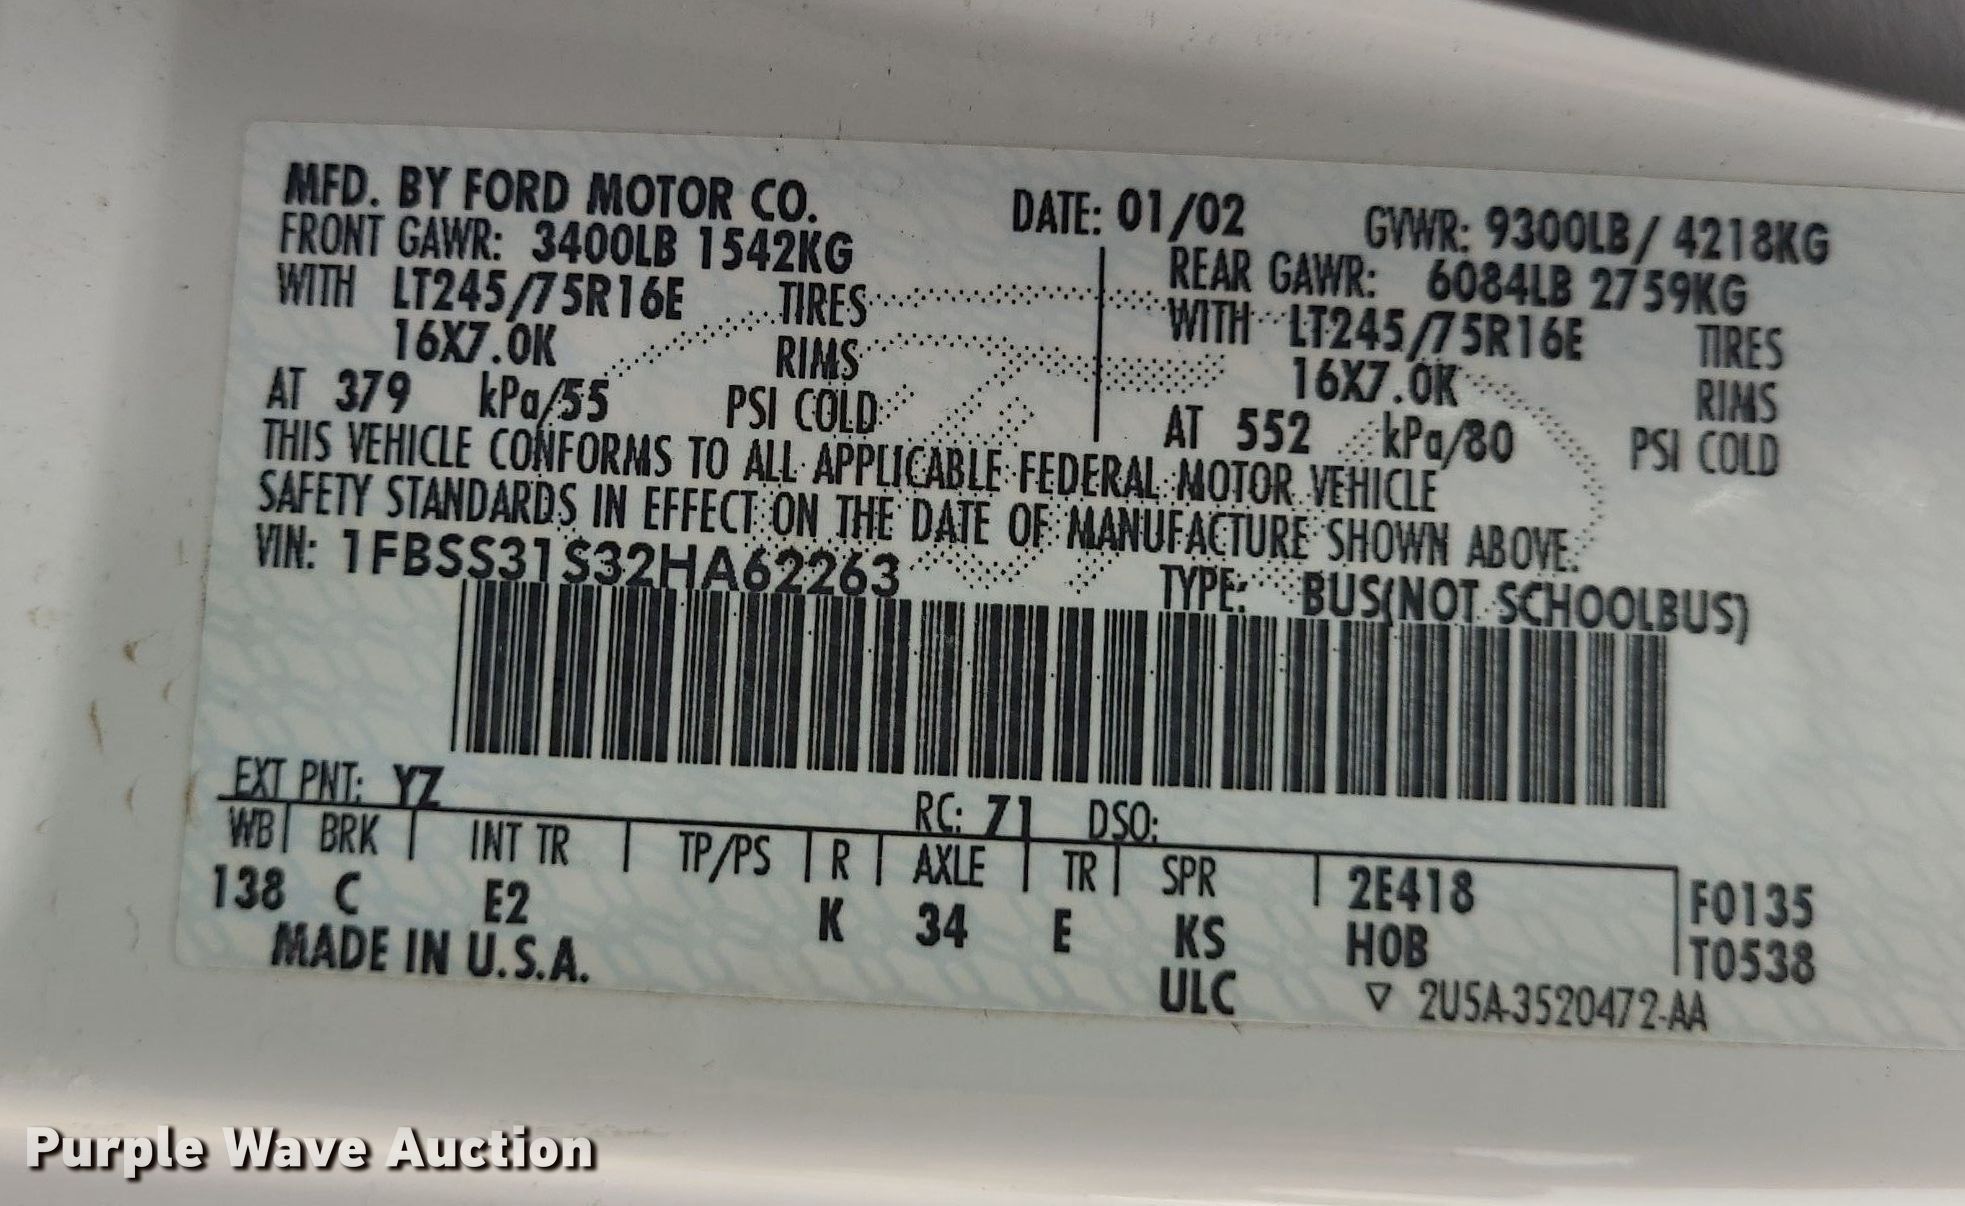 MFD. BY FORD MOTOR CO. DATE: 01/02 GVWR: 9300LB/ 4218KG
FRONT GAWR: 3400LB 1542KG REAR GAWR: 6084LB 2759KG
WITH LT245/75R16E TIRES WITH LT245/75R16E TIRES
16X7.0K RIMS 16X7.0K RIMS
AT 379 kPa/55 PSI COLD AT 552 kPa/80 PSI COLD
THIS VEHICLE CONFORMS TO ALL APPLICABLE FEDERAL MOTOR VEHICLE
SAFETY STANDARDS IN EFFECT ON THE DATE OF MANUFACTURE SHOWN ABOVE.
VIN: 1FBSS31S32HA62263 TYPE: BUS(NOT SCHOOLBUS)
EXT PNT: YZ RC: 71 DSO:
WB BRK INT TR TP/PS R AXLE TR SPR 2E418 F0135
138 C E2 K 34 E KS HOB T0538
MADE IN U.S.A. ULC ▽ 2U5A-3520472-AA
Purple Wave Auction